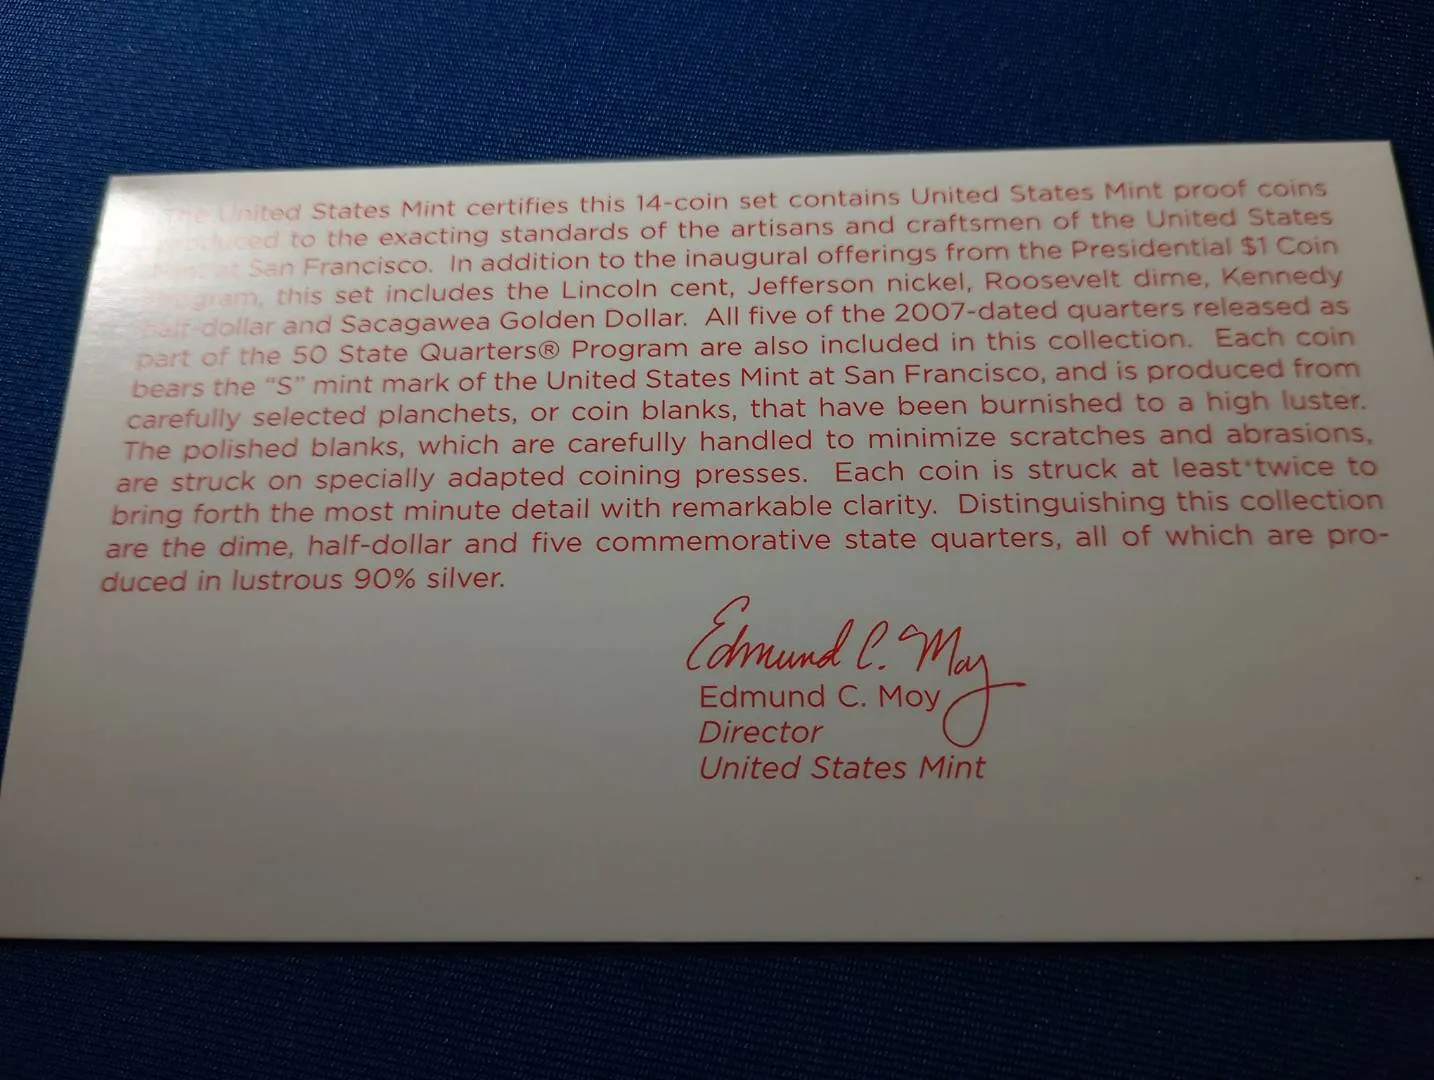 The United States Mint certifies this 14-coin set contains United States Mint proof coins
produced to the exacting standards of the artisans and craftsmen of the United States
Mint at San Francisco. In addition to the inaugural offerings from the Presidential $1 Coin
Program, this set includes the Lincoln cent, Jefferson nickel, Roosevelt dime, Kennedy
half-dollar and Sacagawea Golden Dollar. All five of the 2007-dated quarters released as
part of the 50 State Quarters® Program are also included in this collection. Each coin
bears the “S” mint mark of the United States Mint at San Francisco, and is produced from
carefully selected planchets, or coin blanks, that have been burnished to a high luster.
The polished blanks, which are carefully handled to minimize scratches and abrasions,
are struck on specially adapted coining presses. Each coin is struck at least twice to
bring forth the most minute detail with remarkable clarity. Distinguishing this collection
are the dime, half-dollar and five commemorative state quarters, all of which are pro-
duced in lustrous 90% silver.
Edmund C. Moy
Edmund C. Moy
Director
United States Mint